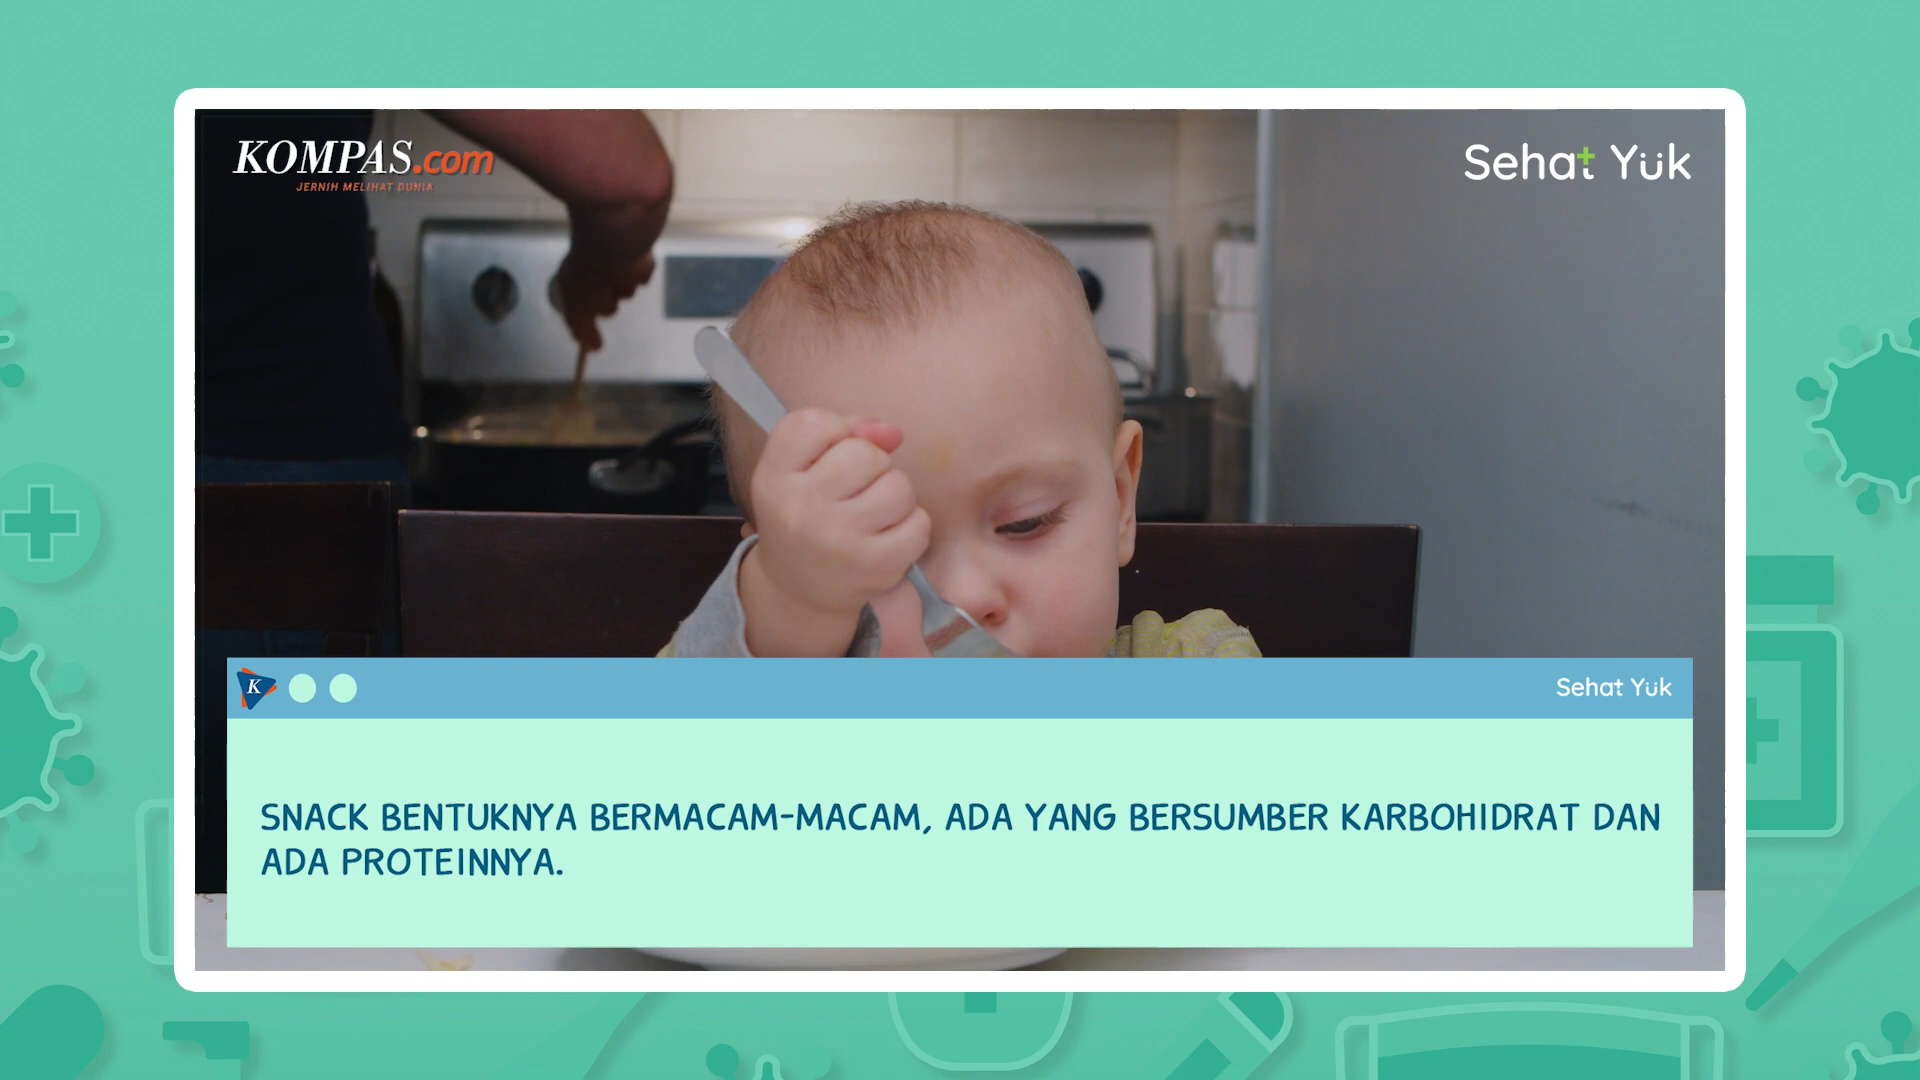 KOMPAS.com
JERNIH MELIHAT DUNIA
Sehat Yuk
K
Sehat Yuk
SNACK BENTUKNYA BERMACAM-MACAM, ADA YANG BERSUMBER KARBOHIDRAT DAN
ADA PROTEINNYA.